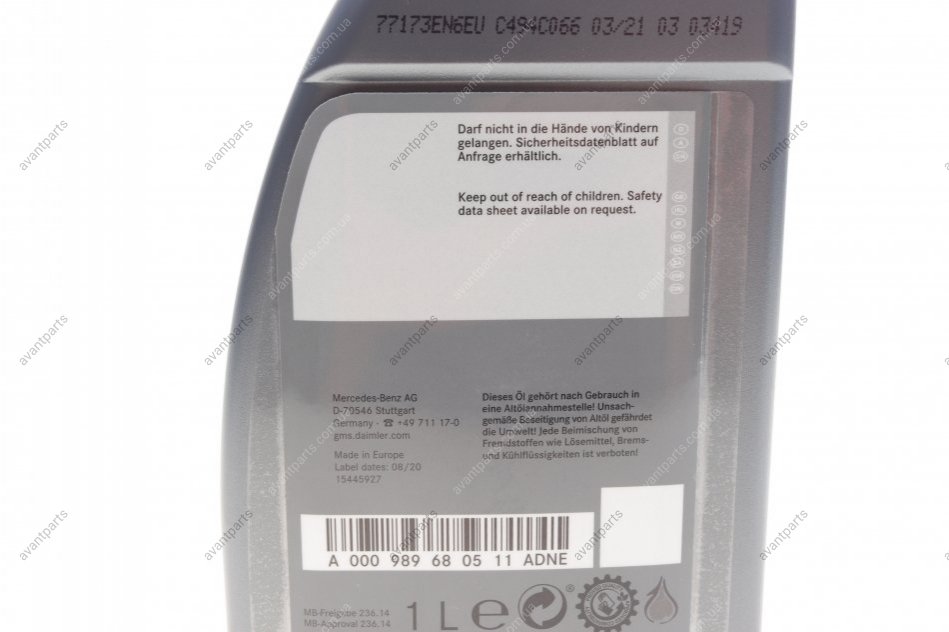 77173EN6EU C494C066 03/21 03 03419
Darf nicht in die Hände von Kindern
gelangen. Sicherheitsdatenblatt auf
Anfrage erhältlich.
Keep out of reach of children. Safety
data sheet available on request.
Mercedes-Benz AG
D-70546 Stuttgart
Germany · ☎ +49 711 17-0
gms.daimler.com
Made in Europe
Label dates: 08/20
15445927
Dieses Öl gehört nach Gebrauch in
eine Altölannahmestelle! Unsach-
gemäße Beseitigung von Altöl gefährdet
die Umwelt! Jede Beimischung von
Fremdstoffen wie Lösemittel, Brems-
und Kühlflüssigkeiten ist verboten!
A 000 989 68 05 11 ADNE
MB-Freigabe 236.14
MB-Approval 236.14
1 L e
avantparts
avantparts.com.ua